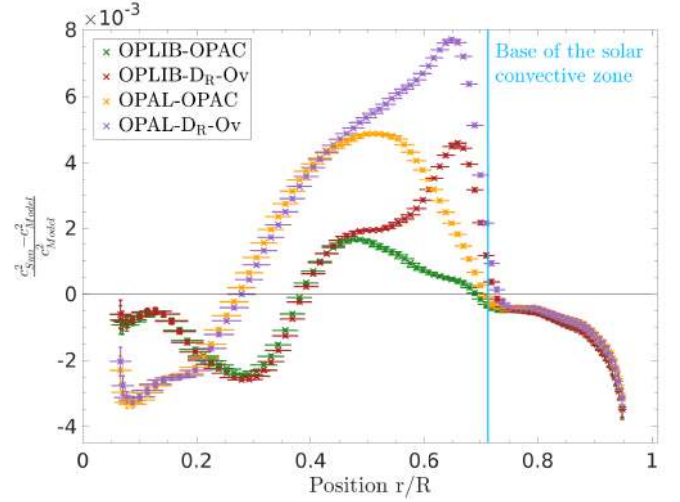 ×10⁻³
8
6
4
2
0
-2
-4
OPLIB-OPAC
OPLIB-D_R-Ov
OPAL-OPAC
OPAL-D_R-Ov
Base of the solar
convective zone
c²_Sun − c²_Model
c²_Model
0 0.2 0.4 0.6 0.8 1
Position r/R